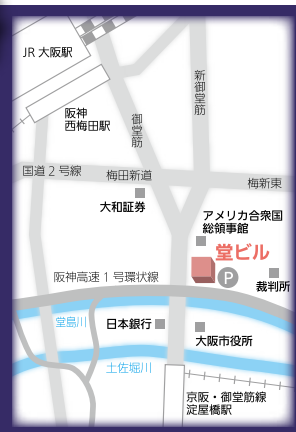 JR 大阪駅
新御堂筋
阪神
西梅田駅
御堂筋
国道2号線
梅田新道
梅新東
大和証券
アメリカ合衆国
総領事館
堂ビル
P
阪神高速1号環状線
裁判所
堂島川
日本銀行
大阪市役所
土佐堀川
京阪・御堂筋線
淀屋橋駅